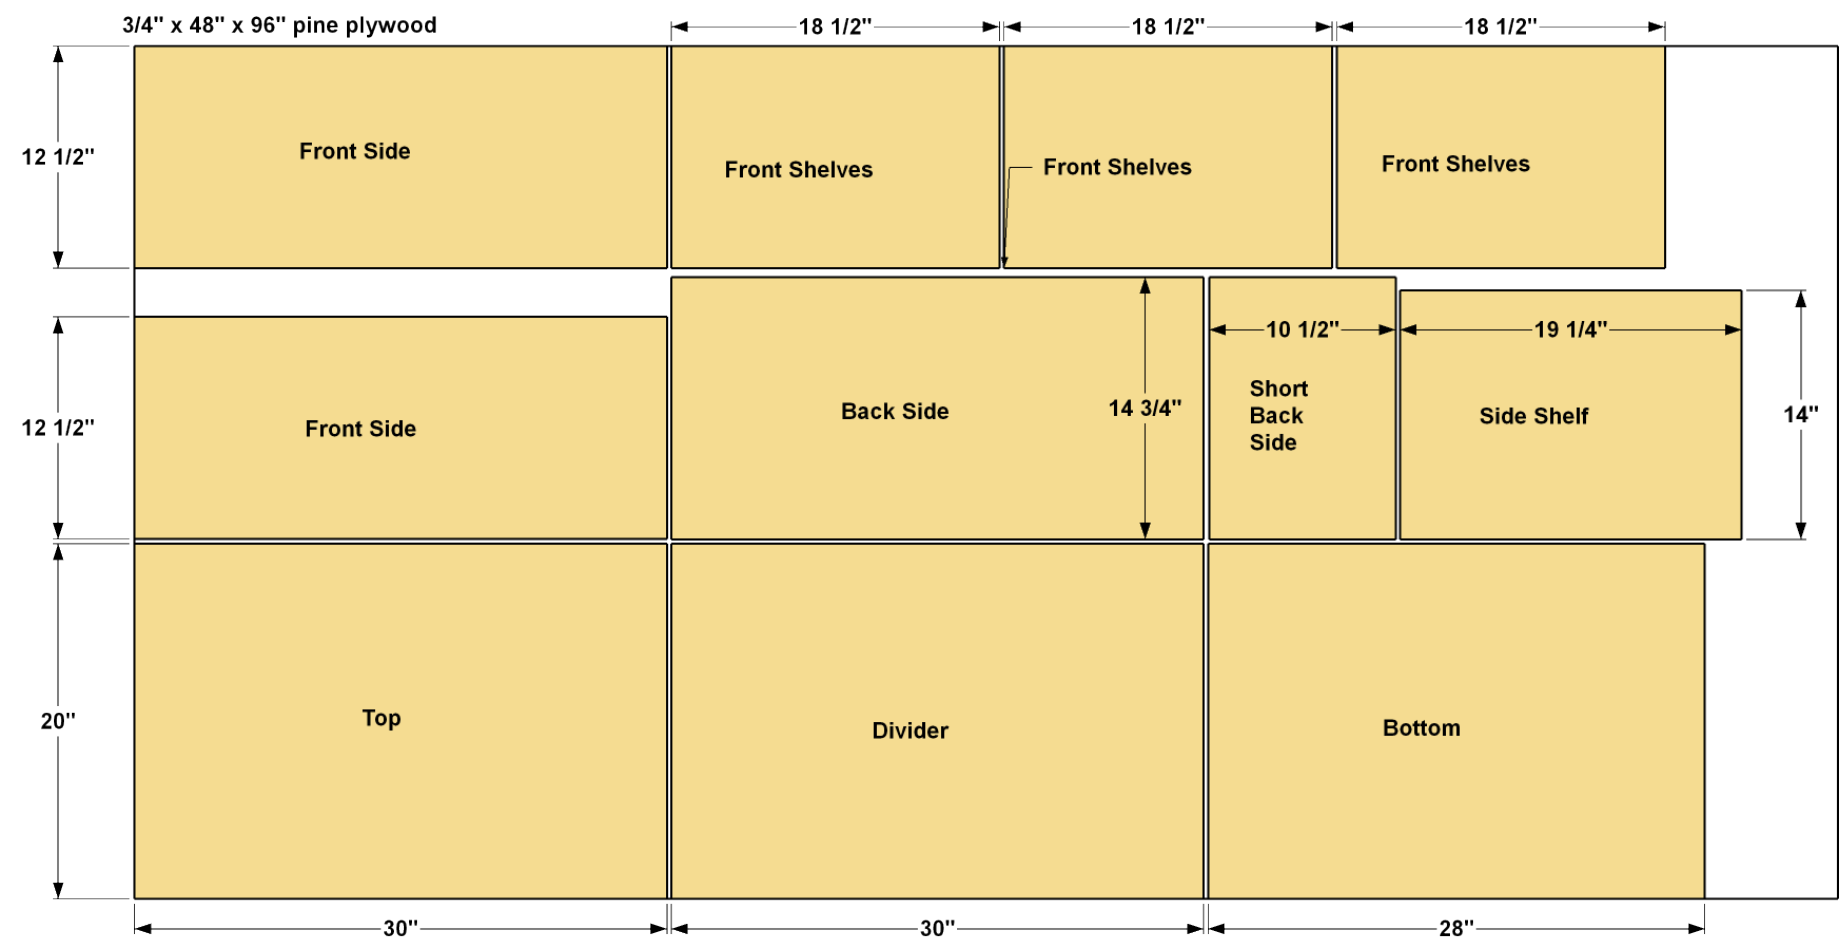 3/4" x 48" x 96" pine plywood
18 1/2"
18 1/2"
18 1/2"
12 1/2"
Front Side
Front Shelves
Front Shelves
Front Shelves
12 1/2"
Front Side
Back Side
14 3/4"
10 1/2"
Short
Back
Side
19 1/4"
Side Shelf
14"
20"
Top
Divider
Bottom
30"
30"
28"